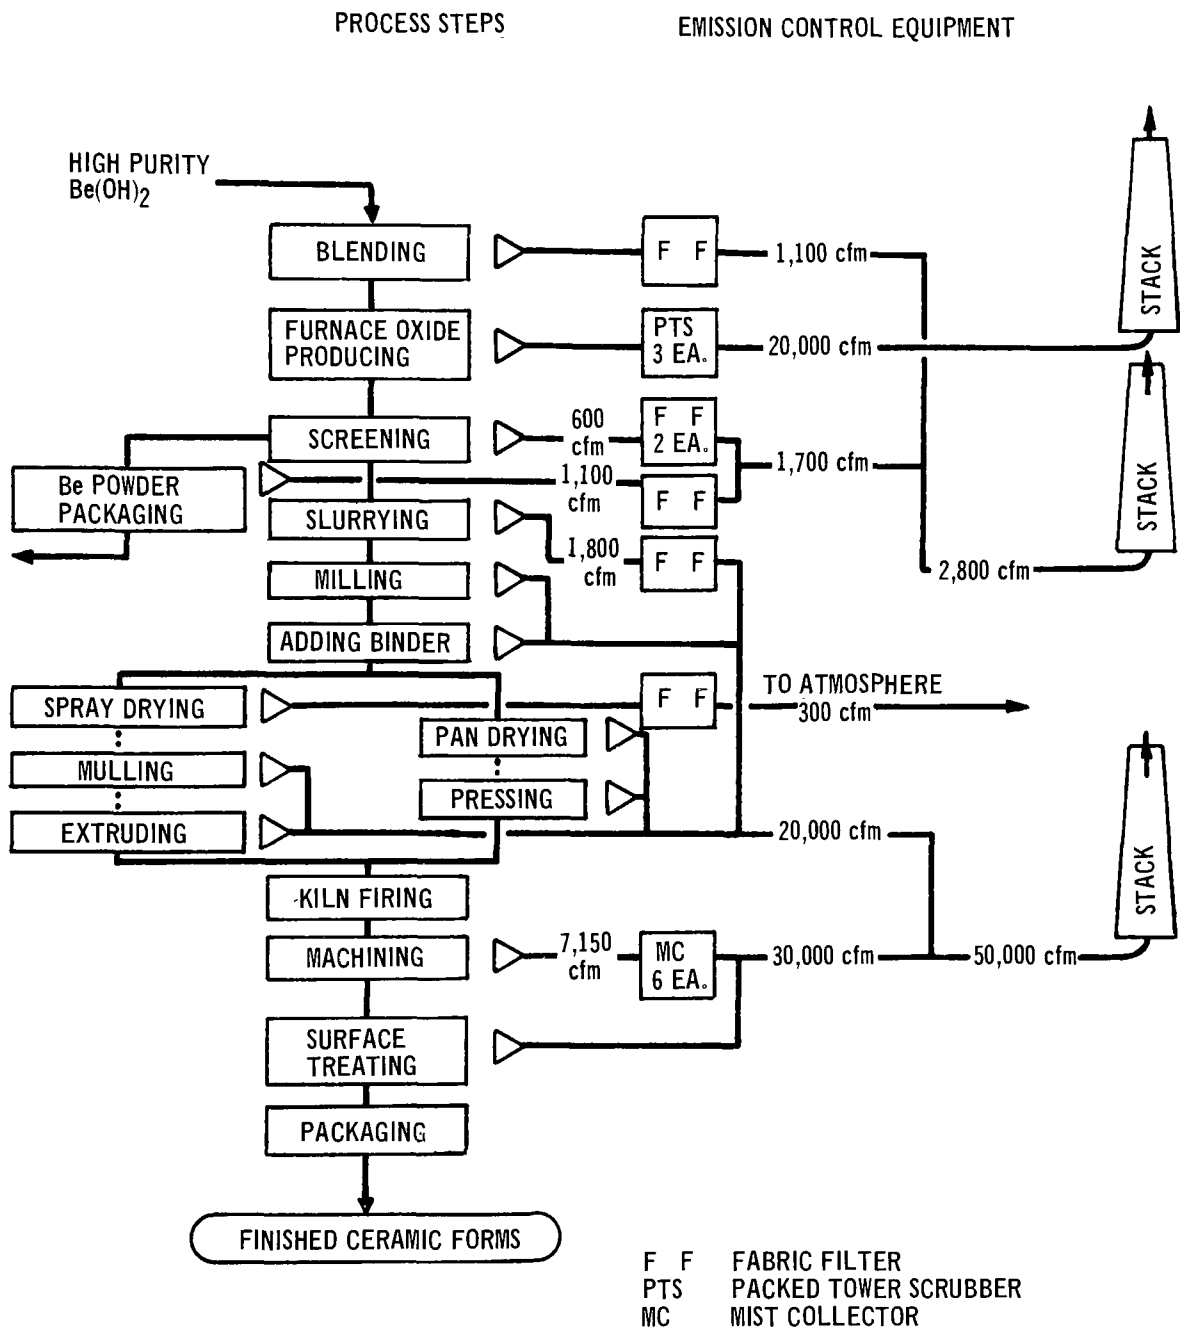 PROCESS STEPS
EMISSION CONTROL EQUIPMENT
HIGH PURITY
Be(OH)2
BLENDING
F F
1,100 cfm
STACK
FURNACE OXIDE
PRODUCING
PTS
3 EA.
20,000 cfm
SCREENING
600
cfm
F F
2 EA.
1,700 cfm
STACK
Be POWDER
PACKAGING
1,100
cfm
F F
SLURRYING
1,800
cfm
F F
2,800 cfm
MILLING
ADDING BINDER
SPRAY DRYING
F F
TO ATMOSPHERE
300 cfm
PAN DRYING
MULLING
PRESSING
EXTRUDING
20,000 cfm
STACK
KILN FIRING
MACHINING
7,150
cfm
MC
6 EA.
30,000 cfm
50,000 cfm
SURFACE
TREATING
PACKAGING
FINISHED CERAMIC FORMS
F F FABRIC FILTER
PTS PACKED TOWER SCRUBBER
MC MIST COLLECTOR